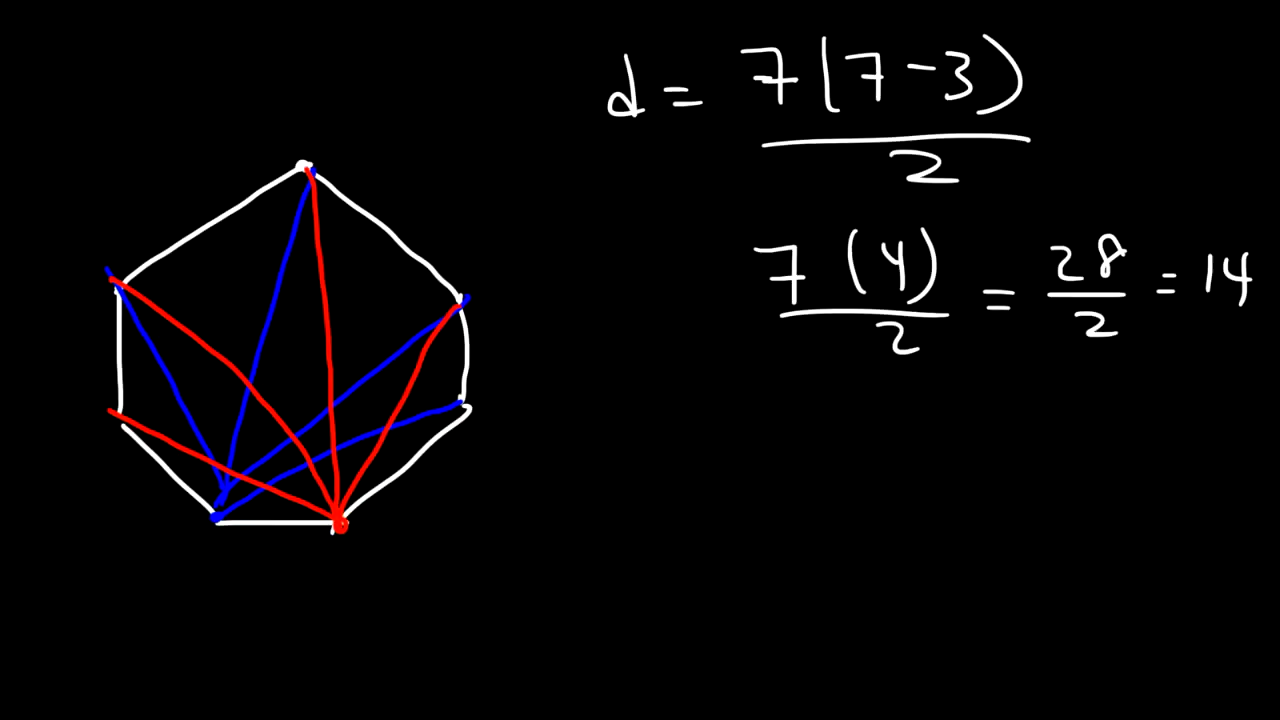 d = 7(7-3)/2
7(4)/2 = 28/2 = 14